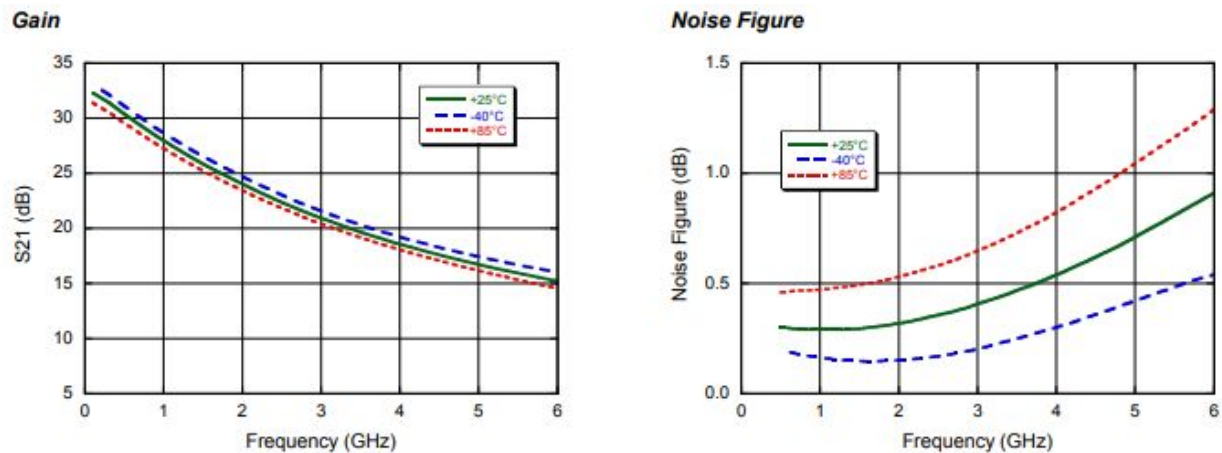 Gain
35
30
25
20
15
10
5
S21 (dB)
+25°C
-40°C
+85°C
0 1 2 3 4 5 6
Frequency (GHz)
Noise Figure
1.5
1.0
0.5
0.0
Noise Figure (dB)
+25°C
-40°C
+85°C
0 1 2 3 4 5 6
Frequency (GHz)